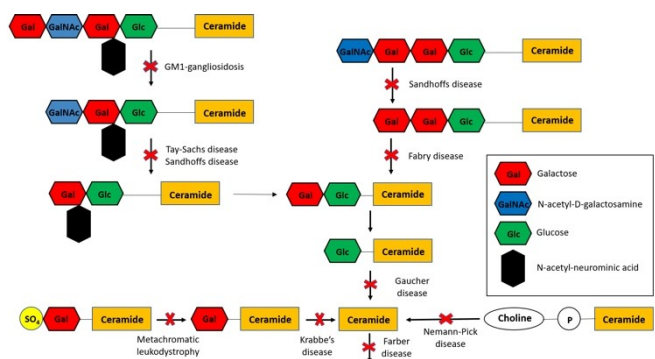 Gal GalNAc Gal Glc Ceramide
GM1-gangliosidosis
GalNAc Gal Glc Ceramide
Tay-Sachs disease
Sandhoffs disease
Gal Glc Ceramide
GalNAc Gal Gal Glc Ceramide
Sandhoffs disease
Gal Gal Glc Ceramide
Fabry disease
Gal Glc Ceramide
Glc Ceramide
Gaucher
disease
Gal Galactose
GalNAc N-acetyl-D-galactosamine
Glc Glucose
N-acetyl-neurominic acid
SO4 Gal Ceramide
Metachromatic
leukodystrophy
Gal Ceramide
Krabbe's
disease
Ceramide
Farber
disease
Nemann-Pick
disease
Choline P Ceramide